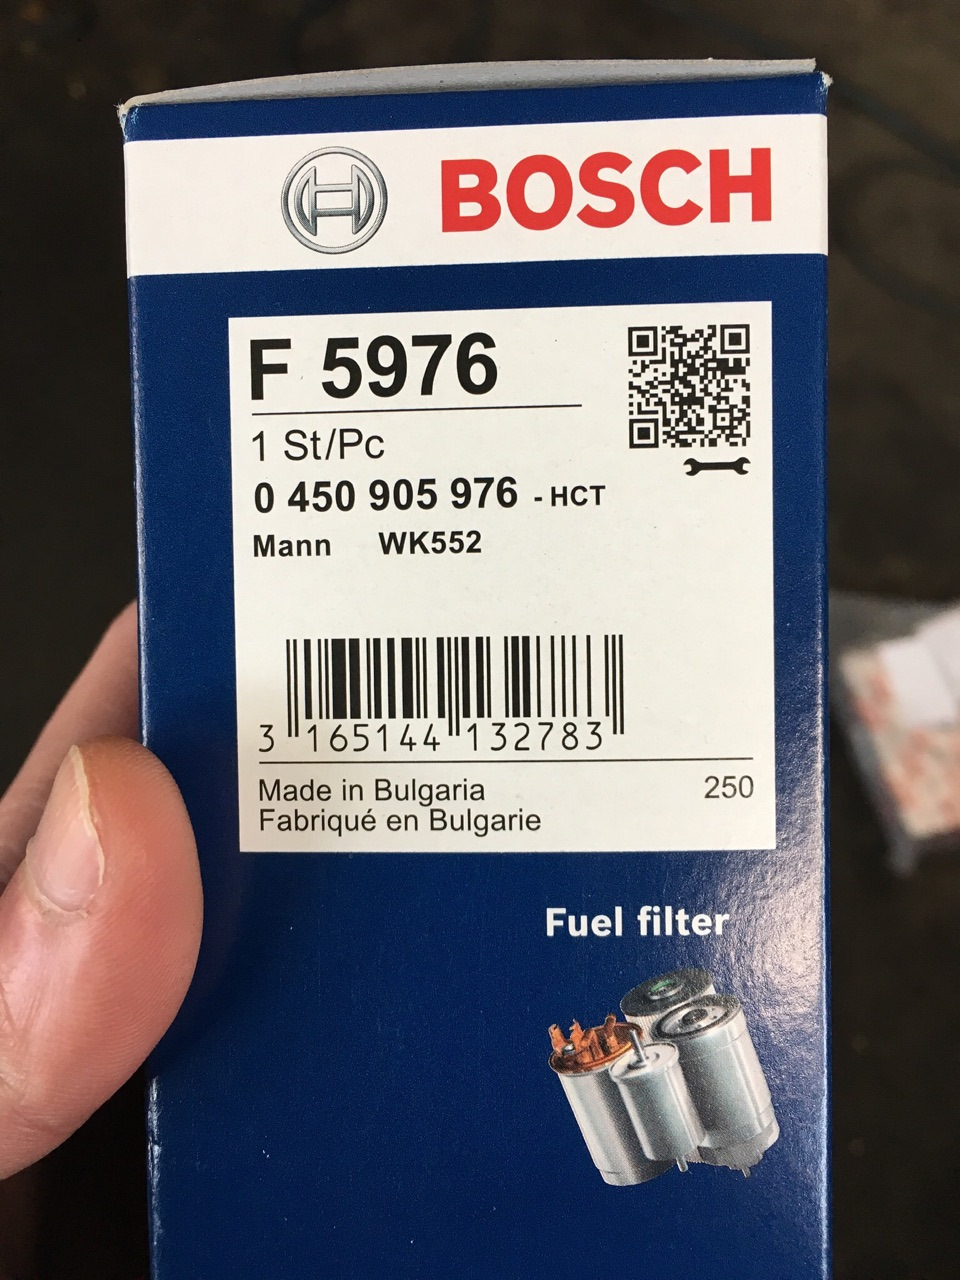 BOSCH
F 5976
1 St/Pc
0 450 905 976 - HCT
Mann WK552
3 165144 132783
Made in Bulgaria 250
Fabriqué en Bulgarie
Fuel filter